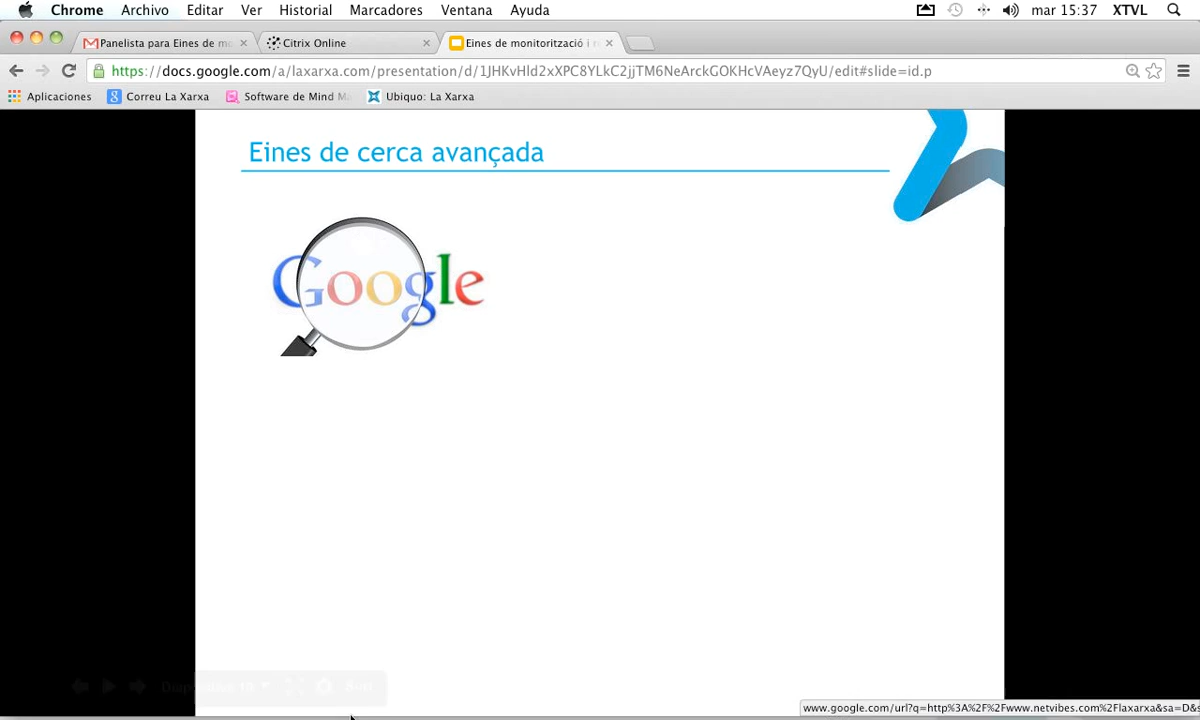 Chrome Archivo Editar Ver Historial Marcadores Ventana Ayuda mar 15:37 XTVL
Panelista para Eines de mo Citrix Online Eines de monitorització i
https://docs.google.com/a/laxarxa.com/presentation/d/1JHKvHld2xXPC8YLkC2jjTM6NeArckGOKHcVAeyz7QyU/edit#slide=id.p
Aplicaciones Correu La Xarxa Software de Mind Ma Ubiquo: La Xarxa
Eines de cerca avançada
Google
www.google.com/url?q=http%3A%2F%2Fwww.netvibes.com%2Flaxarxa&sa=D&